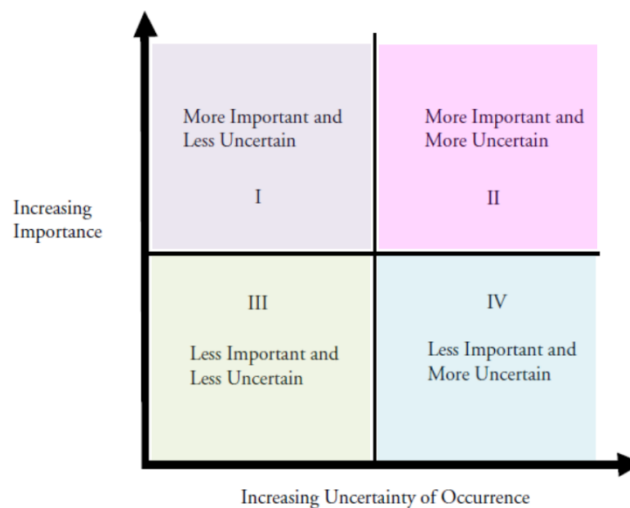 More Important and
Less Uncertain
I
More Important and
More Uncertain
II
Increasing
Importance
III
Less Important and
Less Uncertain
IV
Less Important and
More Uncertain
Increasing Uncertainty of Occurrence